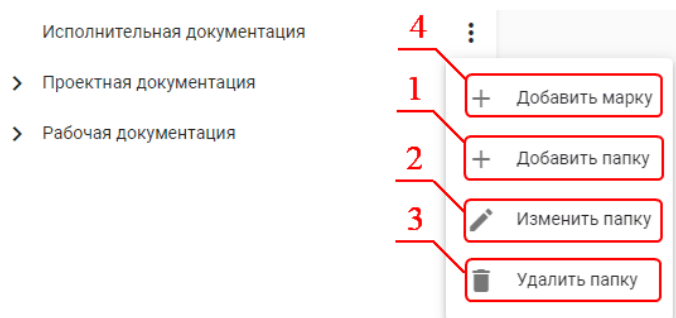 Исполнительная документация
4
Проектная документация
1
Добавить марку
Рабочая документация
2
Добавить папку
3
Изменить папку
Удалить папку